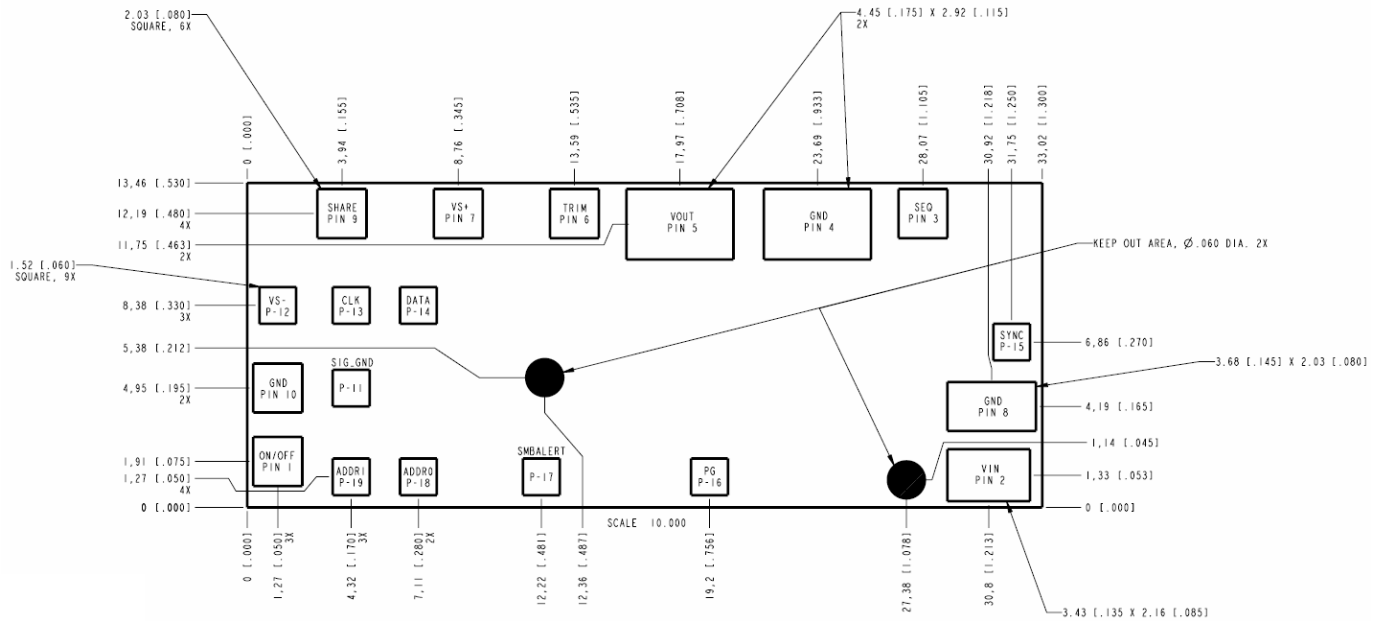 2.03 [.080]
SQUARE, 6X
4.45 [.175] X 2.92 [.115]
2X
0 [.000]
3,94 [.155]
8,76 [.345]
13,59 [.535]
17,97 [.708]
23,69 [.933]
28,07 [1.105]
30,92 [1.218]
31,75 [1.250]
33,02 [1.300]
13,46 [.530]
12,19 [.480]
4X
11,75 [.463]
2X
SHARE
PIN 9
VS+
PIN 7
TRIM
PIN 6
VOUT
PIN 5
GND
PIN 4
SEQ
PIN 3
KEEP OUT AREA, Ø.060 DIA. 2X
1.52 [.060]
SQUARE, 9X
8,38 [.330]
3X
VS-
P-12
CLK
P-13
DATA
P-14
SYNC
P-15
6,86 [.270]
5,38 [.212]
SIG_GND
P-11
3.68 [.145] X 2.03 [.080]
4,95 [.195]
2X
GND
PIN 10
GND
PIN 8
4,19 [.165]
1,14 [.045]
1,91 [.075]
1,27 [.050]
4X
ON/OFF
PIN 1
ADDR1
P-19
ADDR0
P-18
SMBALERT
P-17
PG
P-16
VIN
PIN 2
1,33 [.053]
0 [.000]
0 [.000]
SCALE 10.000
0 [.000]
1,27 [.050]
3X
4,32 [.170]
3X
7,11 [.280]
2X
12,22 [.481]
12,36 [.487]
19,2 [.756]
27,38 [1.078]
30,8 [1.213]
3.43 [.135 X 2.16 [.085]